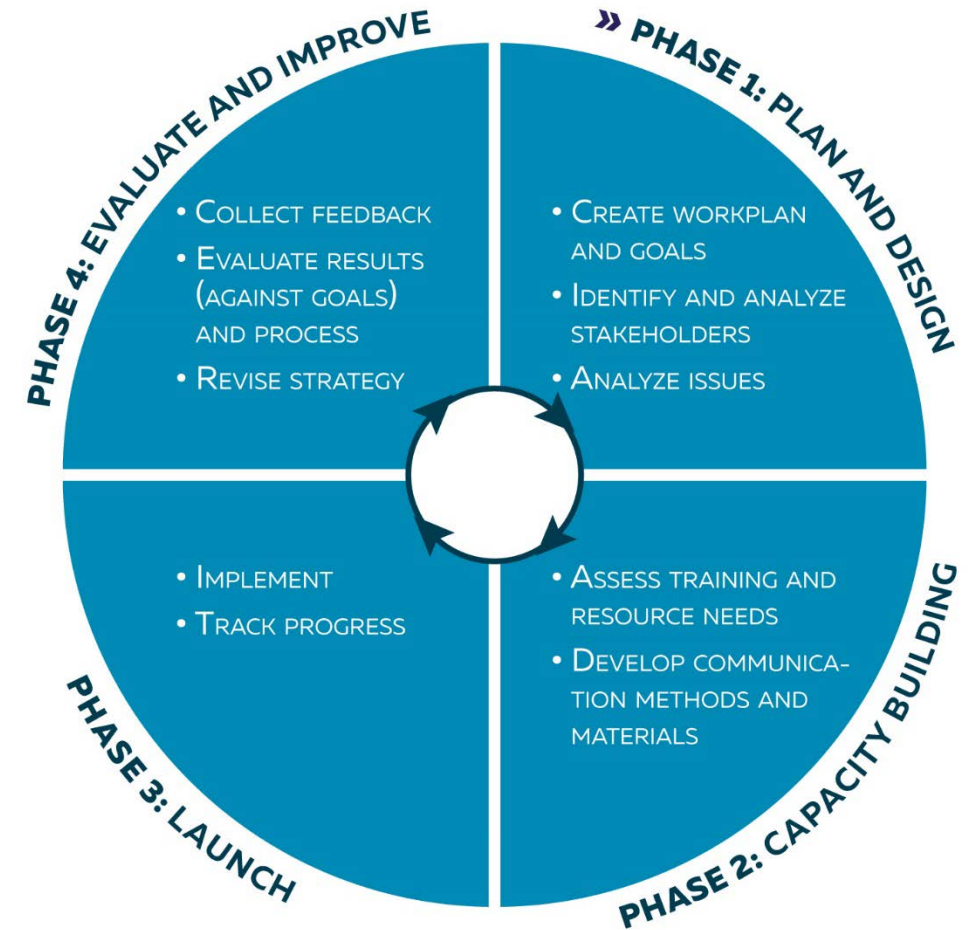 » PHASE 1: PLAN AND DESIGN
• CREATE WORKPLAN
AND GOALS
• IDENTIFY AND ANALYZE
STAKEHOLDERS
• ANALYZE ISSUES
PHASE 2: CAPACITY BUILDING
• ASSESS TRAINING AND
RESOURCE NEEDS
• DEVELOP COMMUNICA-
TION METHODS AND
MATERIALS
PHASE 3: LAUNCH
• IMPLEMENT
• TRACK PROGRESS
PHASE 4: EVALUATE AND IMPROVE
• COLLECT FEEDBACK
• EVALUATE RESULTS
(AGAINST GOALS)
AND PROCESS
• REVISE STRATEGY